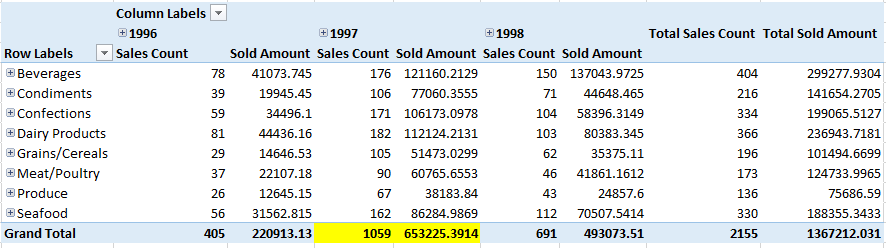 Column Labels
1996 1997 1998 Total Sales Count Total Sold Amount
Row Labels Sales Count Sold Amount Sales Count Sold Amount Sales Count Sold Amount
Beverages 78 41073.745 176 121160.2129 150 137043.9725 404 299277.9304
Condiments 39 19945.45 106 77060.3555 71 44648.465 216 141654.2705
Confections 59 34496.1 171 106173.0978 104 58396.3149 334 199065.5127
Dairy Products 81 44436.16 182 112124.2131 103 80383.345 366 236943.7181
Grains/Cereals 29 14646.53 105 51473.0299 62 35375.11 196 101494.6699
Meat/Poultry 37 22107.18 90 60765.6553 46 41861.1612 173 124733.9965
Produce 26 12645.15 67 38183.84 43 24857.6 136 75686.59
Seafood 56 31562.815 162 86284.9869 112 70507.5414 330 188355.3433
Grand Total 405 220913.13 1059 653225.3914 691 493073.51 2155 1367212.031